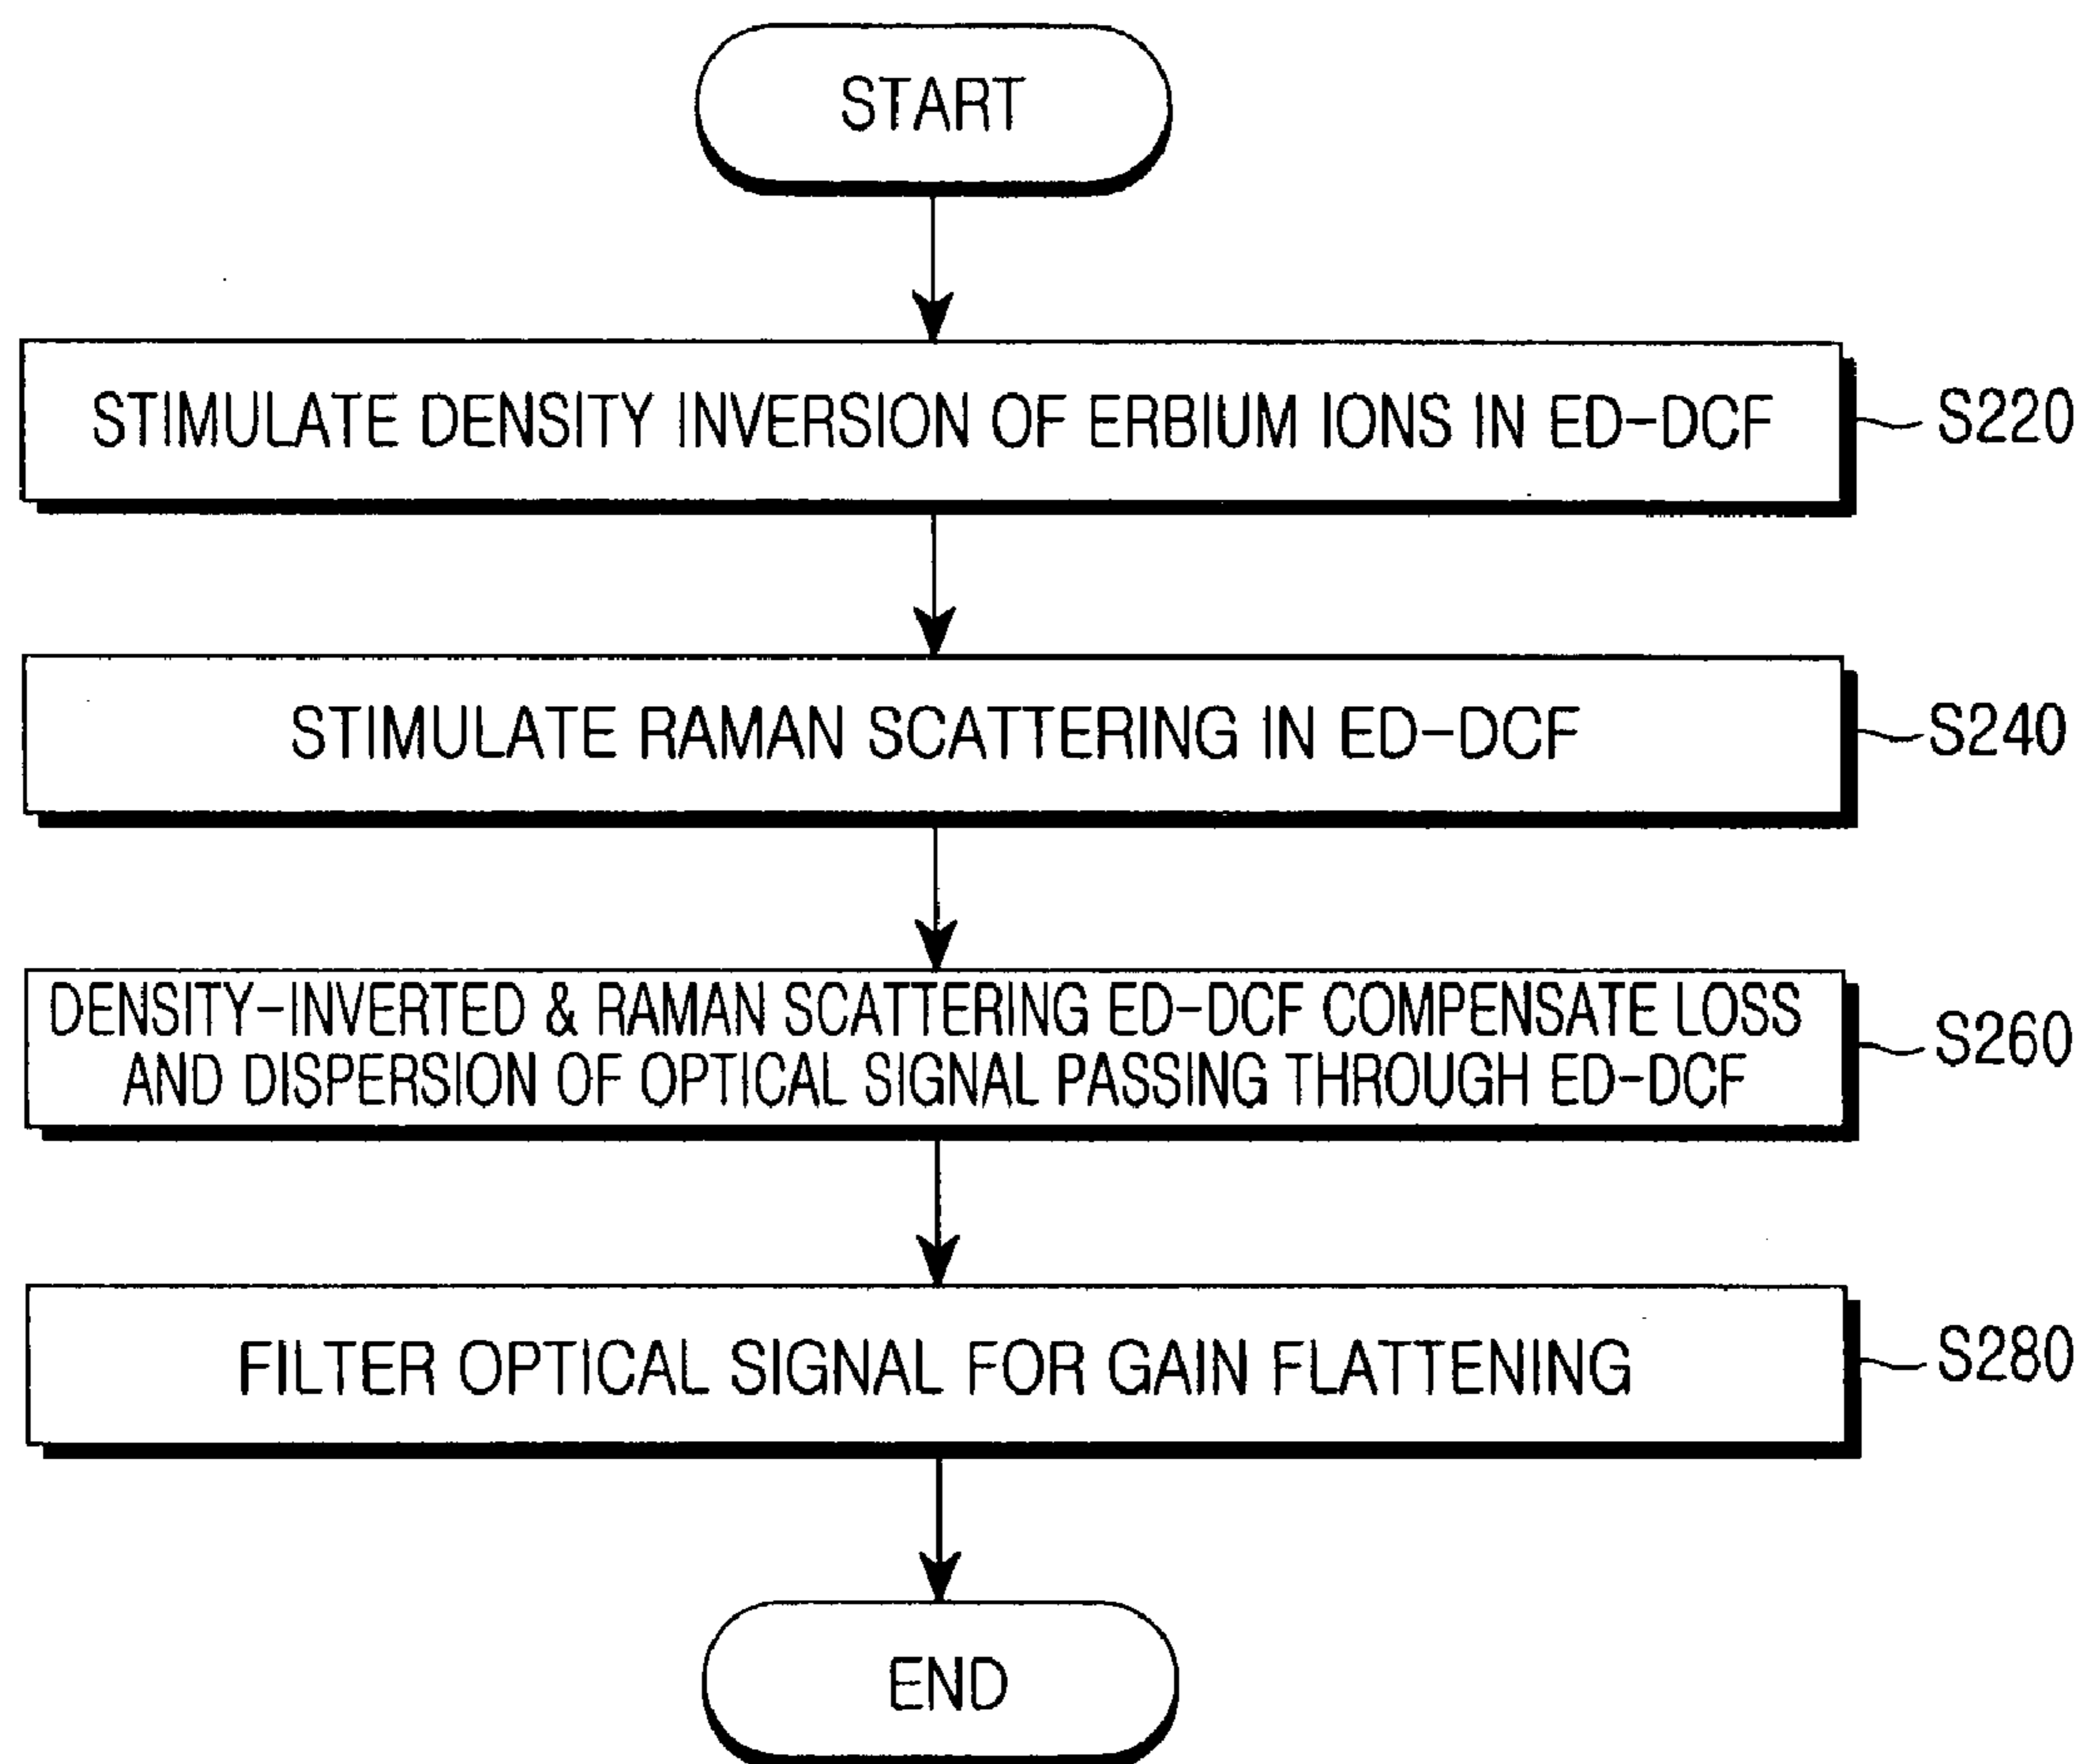 START
STIMULATE DENSITY INVERSION OF ERBIUM IONS IN ED-DCF
S220
STIMULATE RAMAN SCATTERING IN ED-DCF
S240
DENSITY-INVERTED & RAMAN SCATTERING ED-DCF COMPENSATE LOSS
AND DISPERSION OF OPTICAL SIGNAL PASSING THROUGH ED-DCF
S260
FILTER OPTICAL SIGNAL FOR GAIN FLATTENING
S280
END